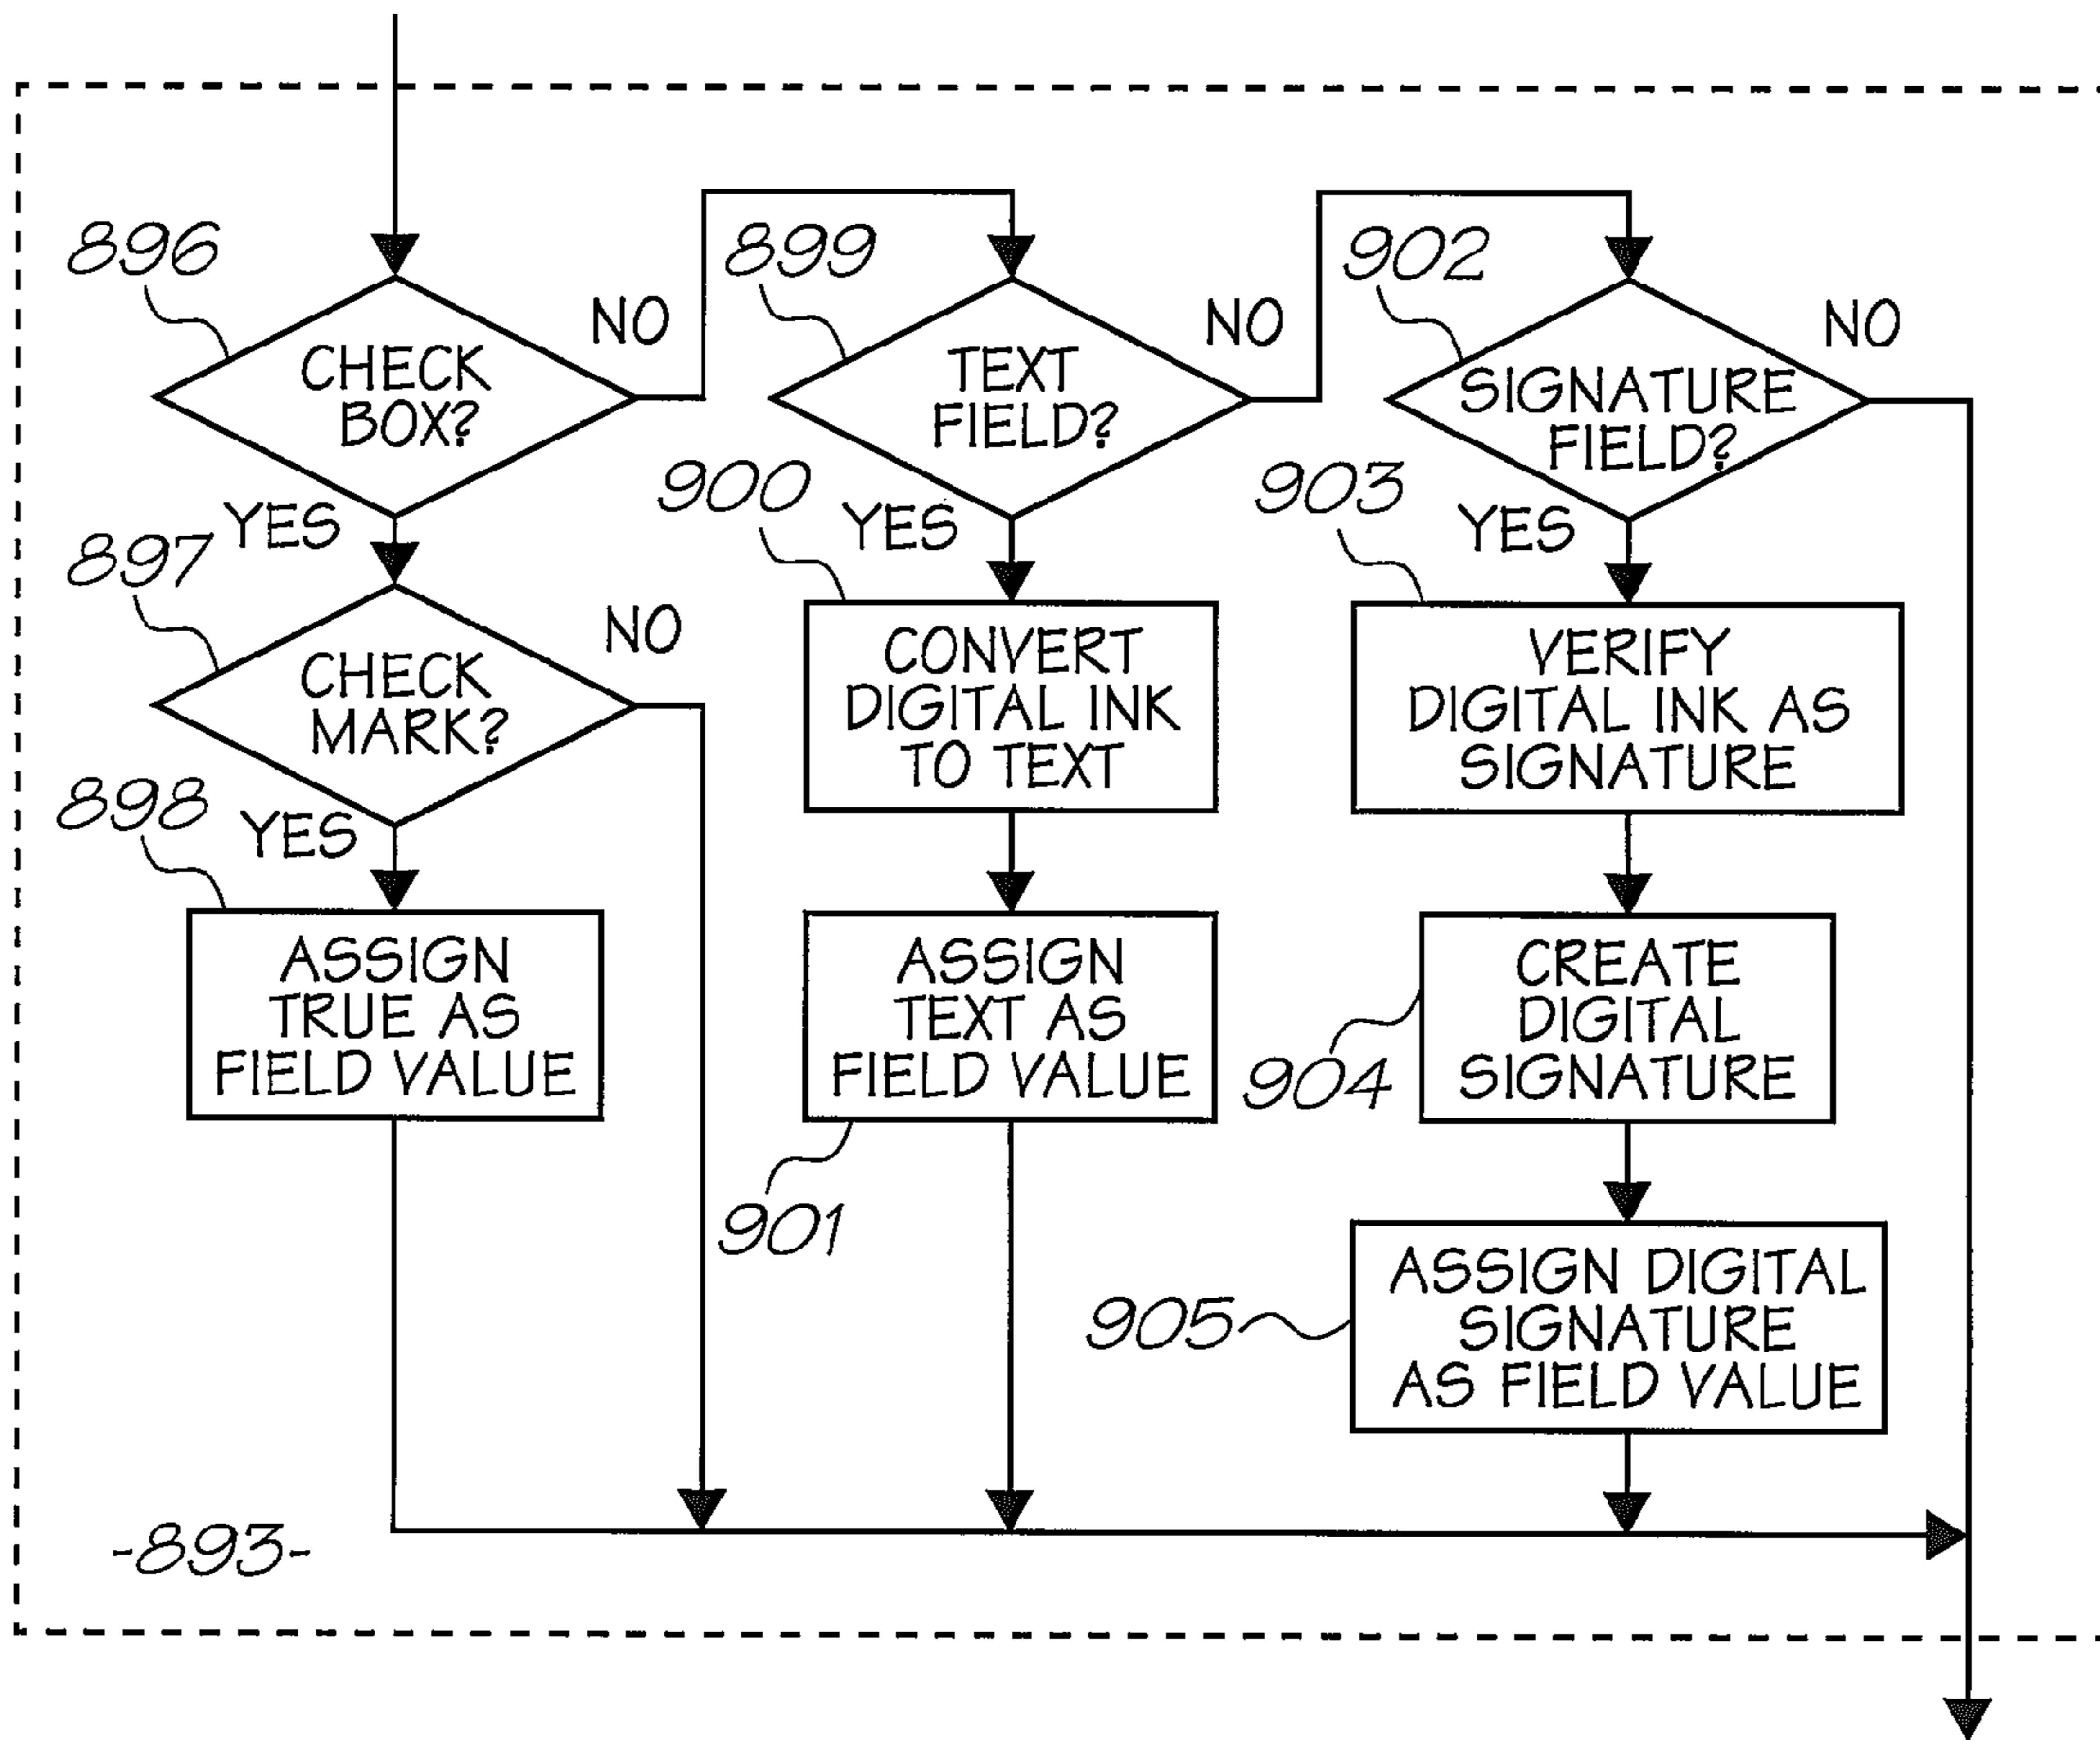 896
CHECK
BOX?
NO
YES
897
CHECK
MARK?
NO
YES
898
ASSIGN
TRUE AS
FIELD VALUE
899
TEXT
FIELD?
NO
YES
900
CONVERT
DIGITAL INK
TO TEXT
ASSIGN
TEXT AS
FIELD VALUE
901
902
SIGNATURE
FIELD?
NO
YES
903
VERIFY
DIGITAL INK AS
SIGNATURE
CREATE
DIGITAL
SIGNATURE
904
ASSIGN DIGITAL
SIGNATURE
AS FIELD VALUE
905
-893-